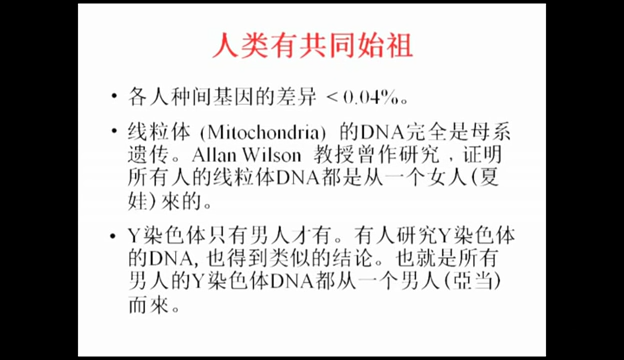 人类有共同始祖
• 各人种间基因的差异 < 0.04%。
• 线粒体 (Mitochondria) 的DNA完全是母系
遗传。Allan Wilson 教授曾作研究，证明
所有人的线粒体DNA都是从一个女人(夏
娃)來的。
• Y染色体只有男人才有。有人研究Y染色体
的DNA, 也得到类似的结论。也就是所有
男人的Y染色体DNA都从一个男人(亞当)
而來。